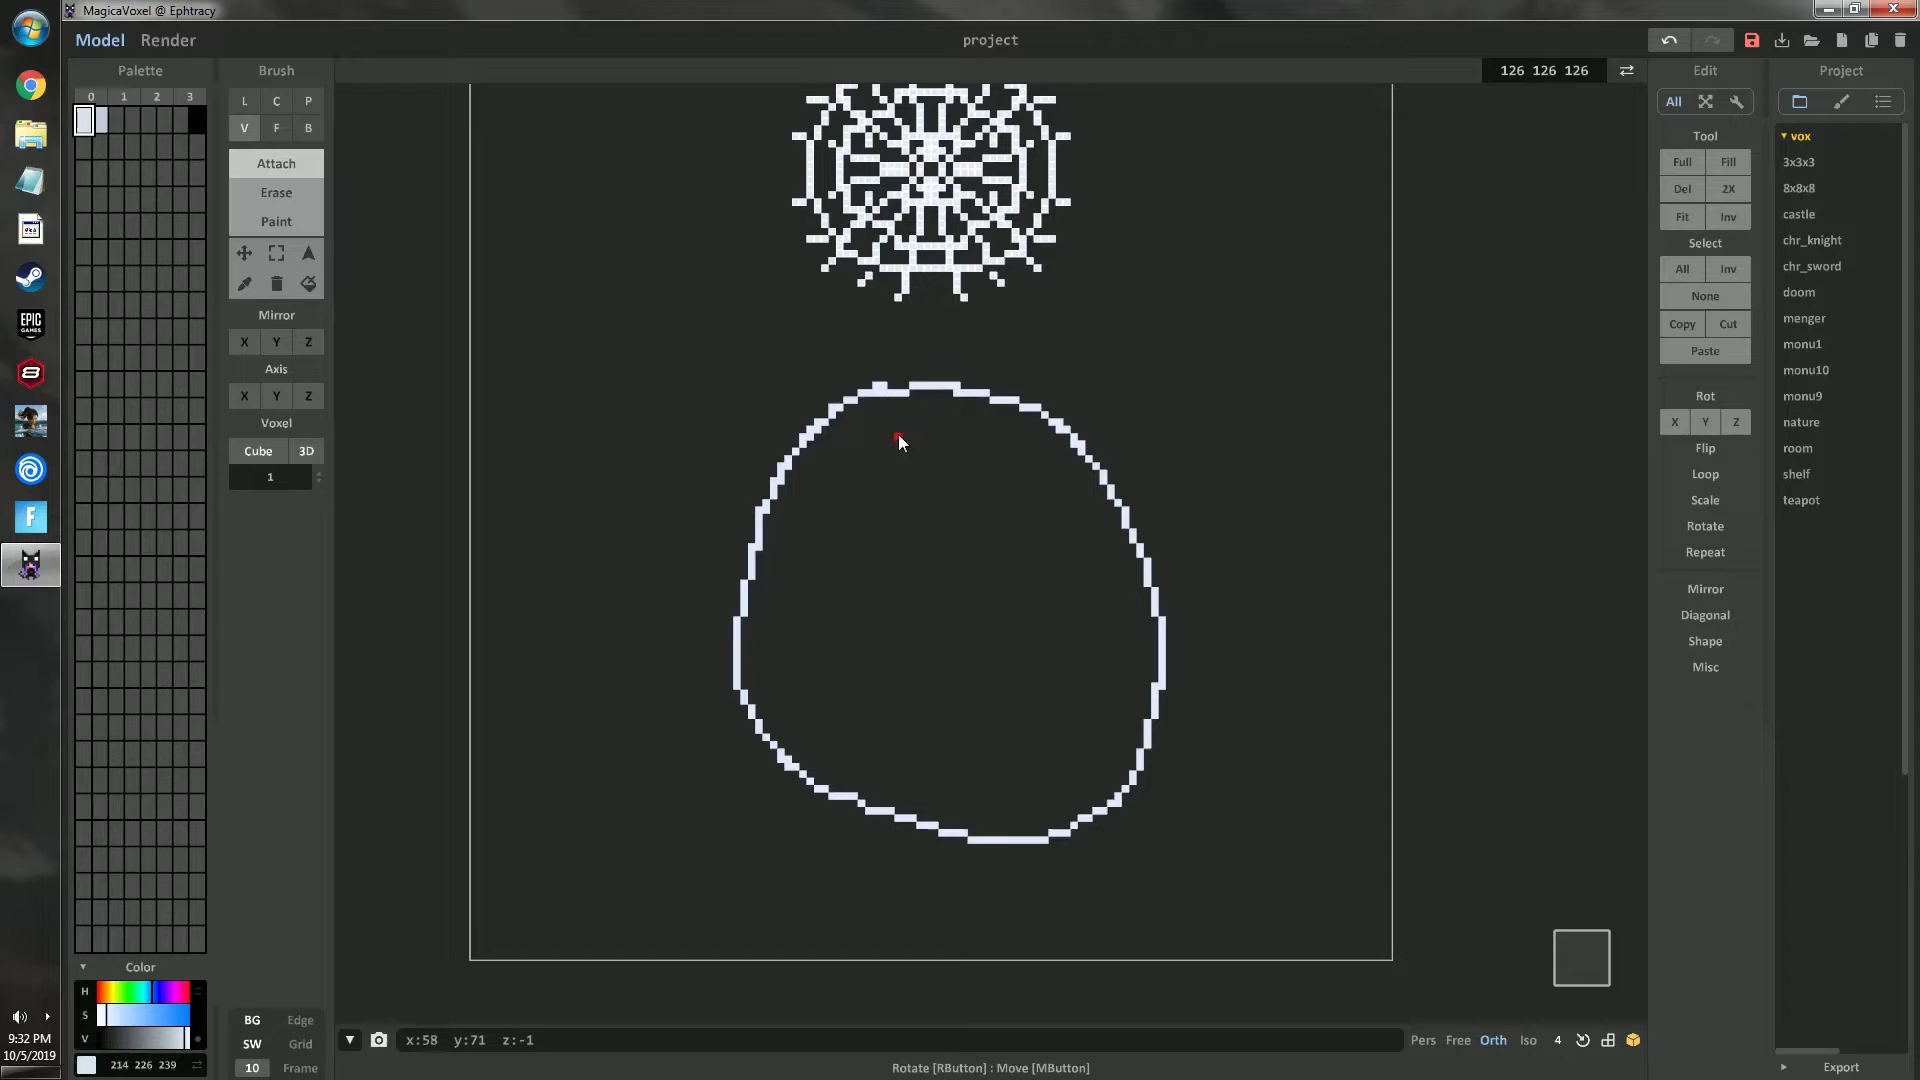 MagicaVoxel @ Ephtracy
Model Render
project
Palette
Brush
126 126 126
Edit
Project
0 1 2 3
L C P
V F B
All
vox
Attach
Erase
Paint
Tool
Full Fill
Del 2X
Fit Inv
3x3x3
8x8x8
castle
chr_knight
chr_sword
doom
menger
monu1
monu10
monu9
nature
room
shelf
teapot
Select
All Inv
None
Copy Cut
Paste
Mirror
X Y Z
Axis
X Y Z
Voxel
Cube 3D
1
Rot
X Y Z
Flip
Loop
Scale
Rotate
Repeat
Mirror
Diagonal
Shape
Misc
EPIC
GAMES
Color
H
S
V
214 226 239
BG Edge
SW Grid
10 Frame
x:58 y:71 z:-1
Pers Free Orth Iso 4
Rotate [RButton] : Move [MButton]
Export
9:32 PM
10/5/2019